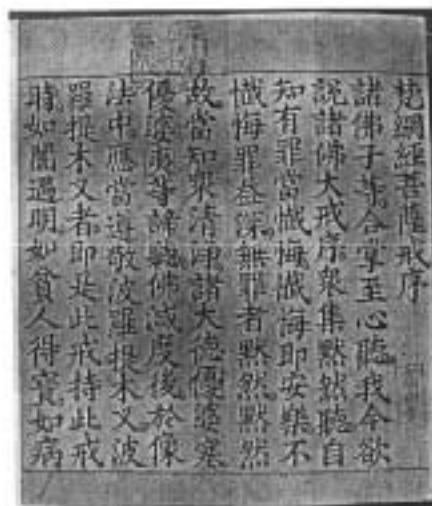 梵網經菩薩戒序
諸佛子等合掌至心聽我今欲
說諸佛大戒序衆集黙然聽自
知有罪當懺悔懺悔即安樂不
懺悔罪益深無罪者黙然黙然
故當知衆清淨諸大德優婆塞
優婆夷等諦聽佛滅度後於像
法中應當遵敬波羅提木叉波
羅提木叉者即是此戒持此戒
時如闇遇明如貧人得寶如病